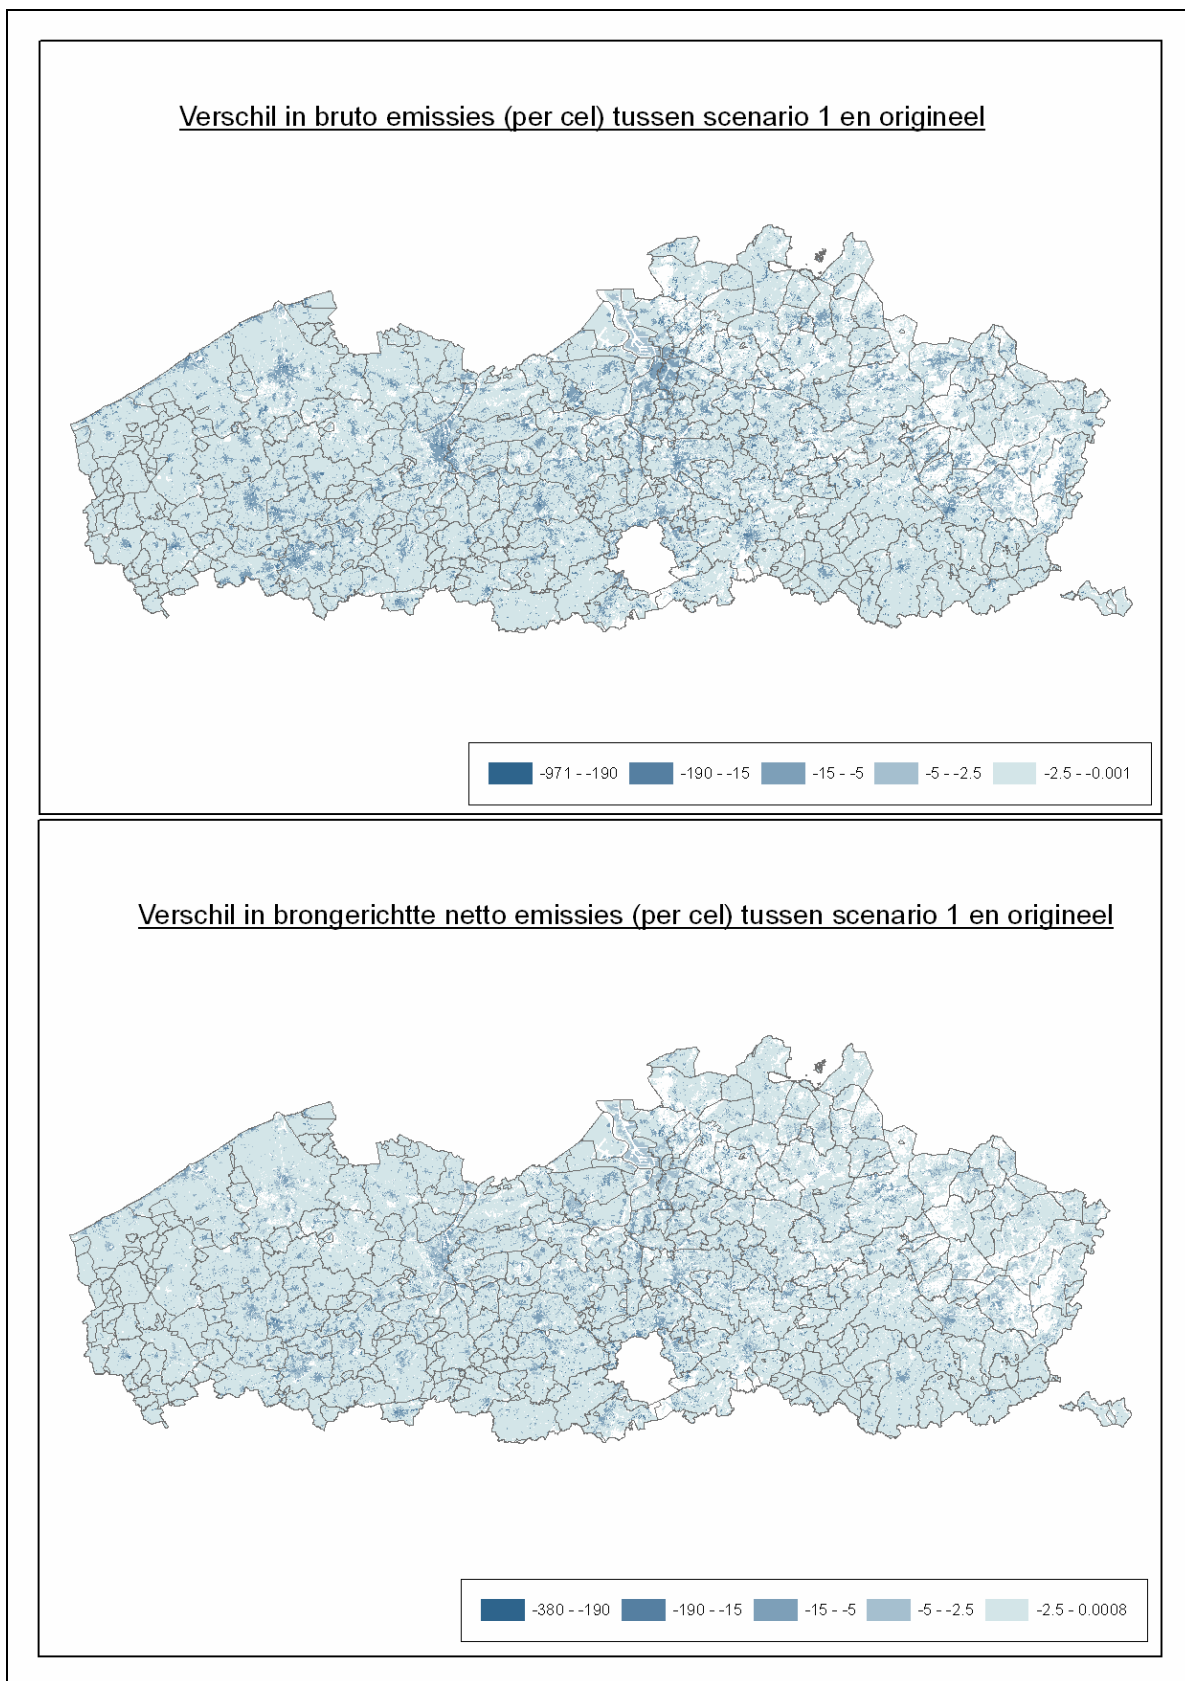 Verschil in bruto emissies (per cel) tussen scenario 1 en origineel
-971 - -190 -190 - -15 -15 - -5 -5 - -2.5 -2.5 - -0.001
Verschil in brongerichtte netto emissies (per cel) tussen scenario 1 en origineel
-380 - -190 -190 - -15 -15 - -5 -5 - -2.5 -2.5 - 0.0008